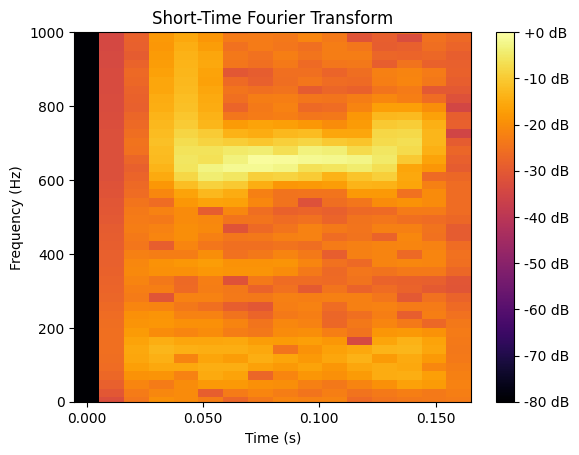 Short-Time Fourier Transform
1000
800
600
400
200
0
Frequency (Hz)
0.000
0.050
0.100
0.150
Time (s)
+0 dB
-10 dB
-20 dB
-30 dB
-40 dB
-50 dB
-60 dB
-70 dB
-80 dB